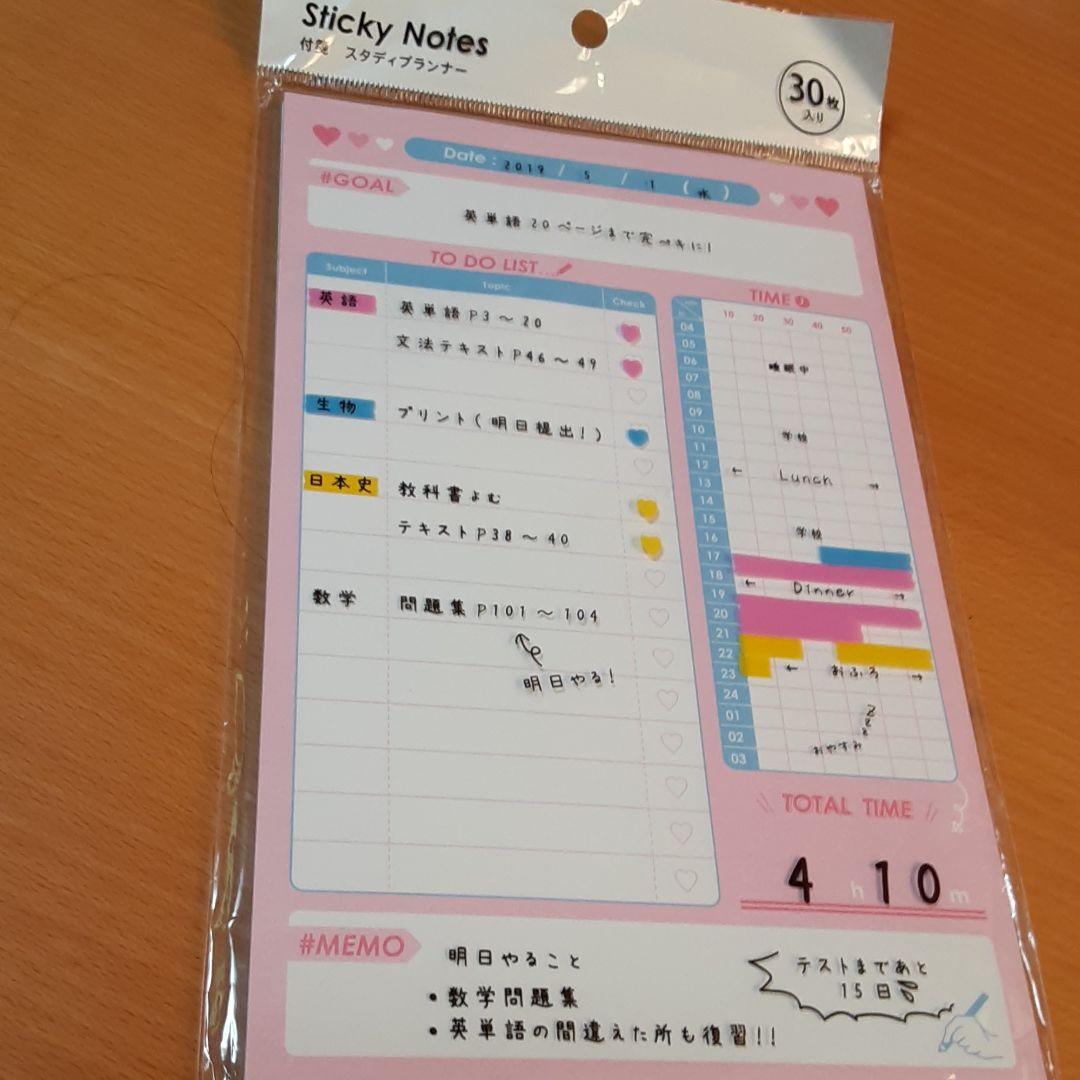 Sticky Notes
付箋 スタディプランナー
30枚
入り
Date : 2019 / 5 / 1 ( 水 )
#GOAL
英単語20ページまで完ペキに!
TO DO LIST...
Subject Topic Check
英語 英単語P3〜20
文法テキストP46〜49
生物 プリント(明日提出!)
日本史 教科書よむ
テキストP38〜40
数学 問題集P101〜104
明日やる!
TIME
10 20 30 40 50
04
05
06 睡眠中
07
08
09
10 学校
11
12 ← Lunch →
13
14
15
16 学校
17
18 ← Dinner →
19
20
21
22
23 ← おふろ →
24
01 z z z
02 おやすみ
03
TOTAL TIME
4 h 10 m
#MEMO
明日やること
・数学問題集
・英単語の間違えた所も復習!!
テストまであと
15日